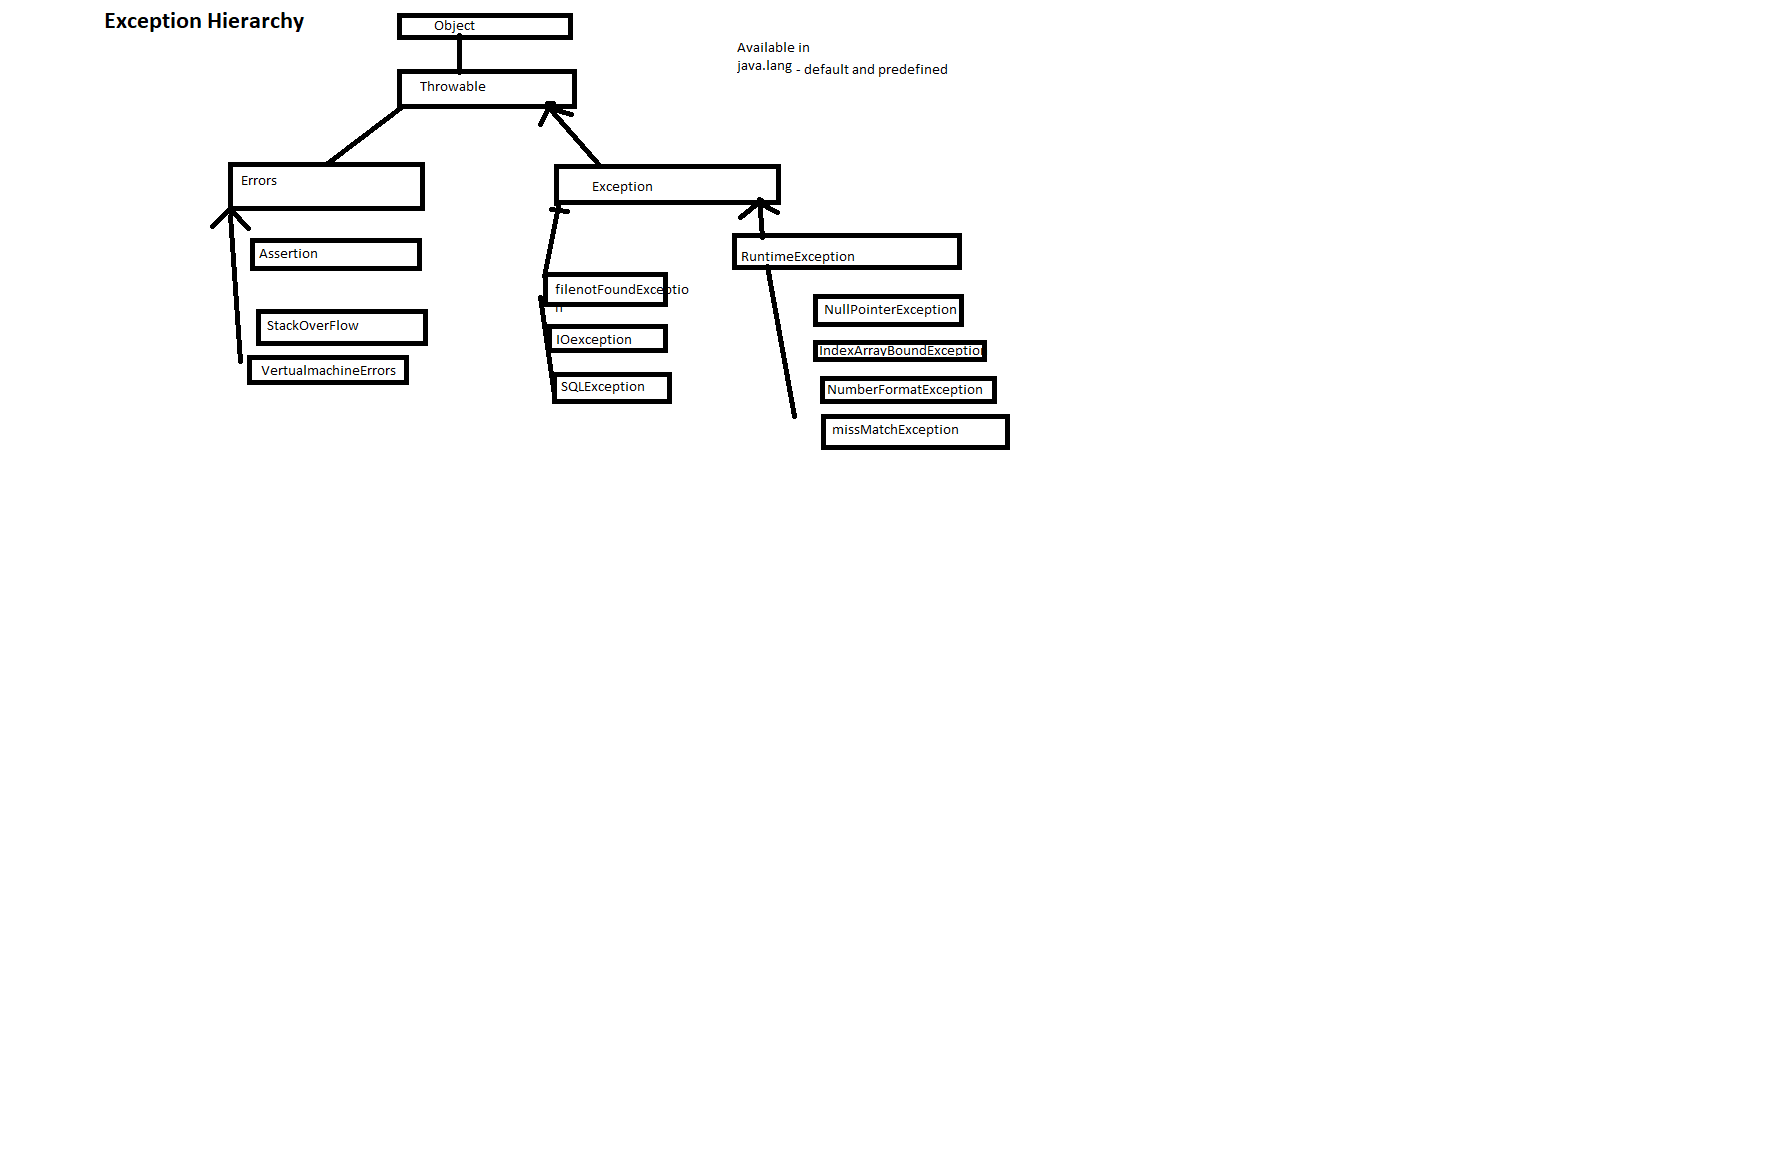 Exception Hierarchy
Object
Available in
java.lang - default and predefined
Throwable
Errors
Exception
Assertion
RuntimeException
filenotFoundExceptio
n
NullPointerException
StackOverFlow
IOexception
IndexArrayBoundException
VertualmachineErrors
SQLException
NumberFormatException
missMatchException